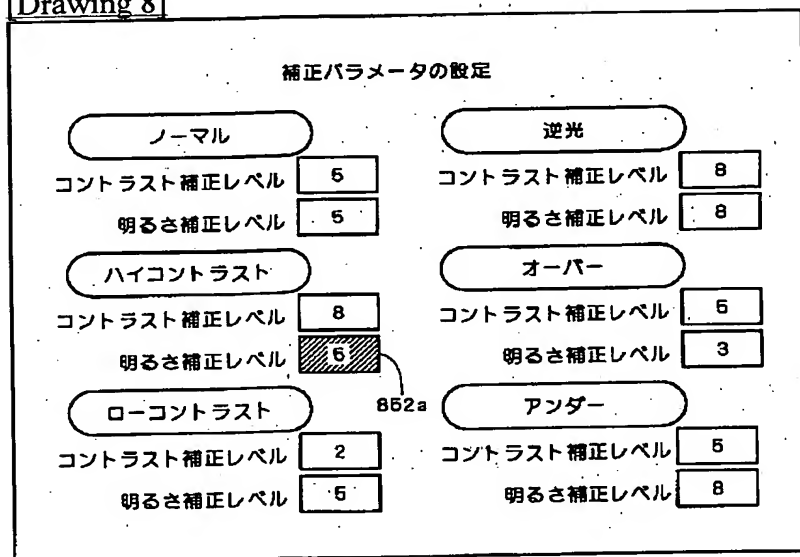 [Drawing 8]
補正パラメータの設定
ノーマル
コントラスト補正レベル 5
明るさ補正レベル 5
ハイコントラスト
コントラスト補正レベル 8
明るさ補正レベル 5
852a
ローコントラスト
コントラスト補正レベル 2
明るさ補正レベル 5
逆光
コントラスト補正レベル 8
明るさ補正レベル 8
オーバー
コントラスト補正レベル 5
明るさ補正レベル 3
アンダー
コントラスト補正レベル 5
明るさ補正レベル 8